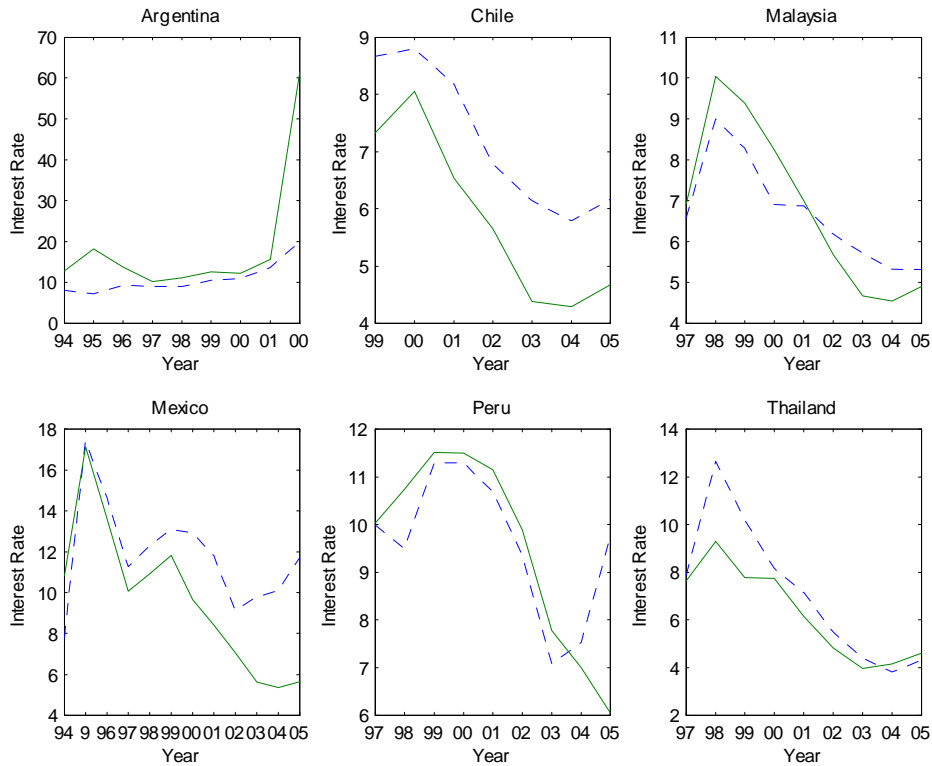 Argentina
Chile
Malaysia
70
60
50
40
30
20
10
0
Interest Rate
94 95 96 97 98 99 00 01 00
Year
9
8
7
6
5
4
Interest Rate
99 00 01 02 03 04 05
Year
11
10
9
8
7
6
5
4
Interest Rate
97 98 99 00 01 02 03 04 05
Year
Mexico
Peru
Thailand
18
16
14
12
10
8
6
4
Interest Rate
94 9 96 97 98 99 00 01 02 03 04 05
Year
12
11
10
9
8
7
6
Interest Rate
97 98 99 00 01 02 03 04 05
Year
14
12
10
8
6
4
2
Interest Rate
97 98 99 00 01 02 03 04 05
Year